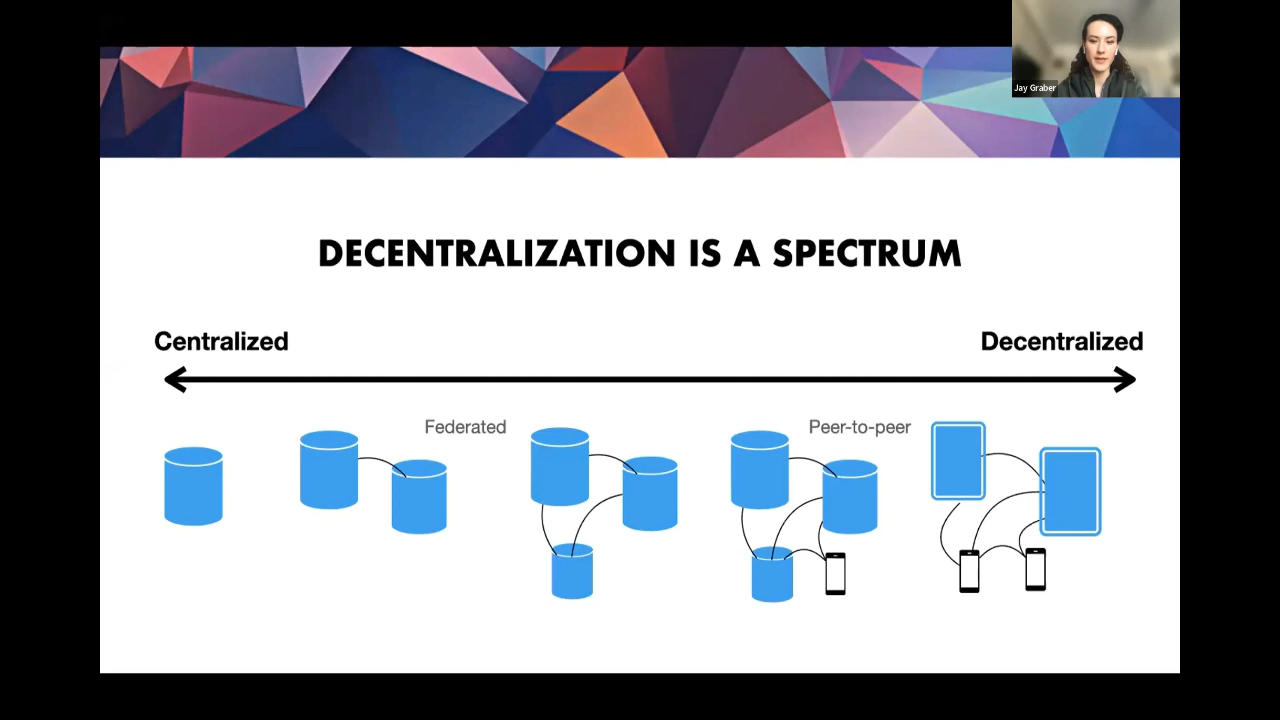 Jay Graber
DECENTRALIZATION IS A SPECTRUM
Centralized
Decentralized
Federated
Peer-to-peer